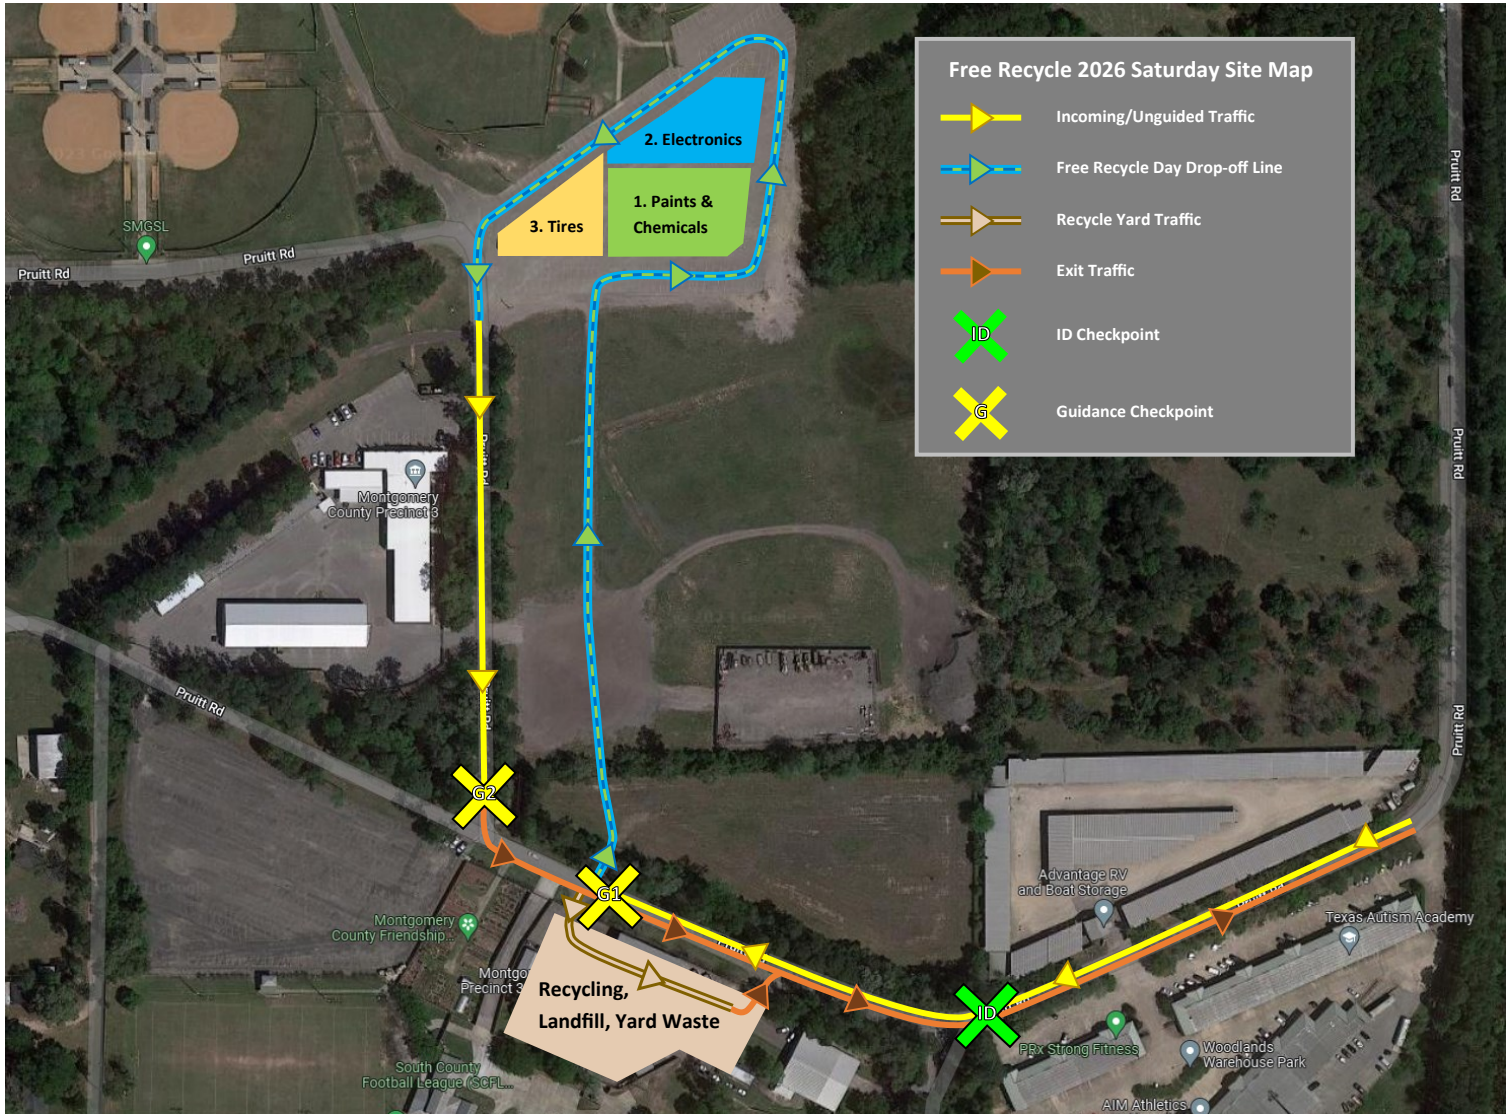 Free Recycle 2026 Saturday Site Map
Incoming/Unguided Traffic
Free Recycle Day Drop-off Line
Recycle Yard Traffic
Exit Traffic
ID
ID Checkpoint
G
Guidance Checkpoint
2. Electronics
1. Paints &
Chemicals
3. Tires
SMGSL
Pruitt Rd
Pruitt Rd
Pruitt Rd
Pruitt Rd
Pruitt Rd
Montgomery
County Precinct 3
Pruitt Rd
G2
G1
Advantage RV
and Boat Storage
Texas Autism Academy
Montgomery
County Friendship...
Precinct 3
Recycling,
Landfill, Yard Waste
ID
PRx Strong Fitness
Woodlands
Warehouse Park
South County
Football League (SCFL...
AIM Athletics